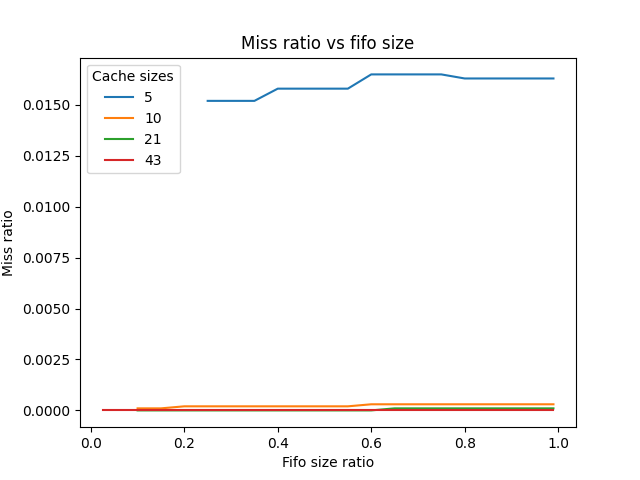 Miss ratio vs fifo size
Cache sizes
5
10
21
43
0.0150
0.0125
0.0100
0.0075
0.0050
0.0025
0.0000
Miss ratio
0.0 0.2 0.4 0.6 0.8 1.0
Fifo size ratio